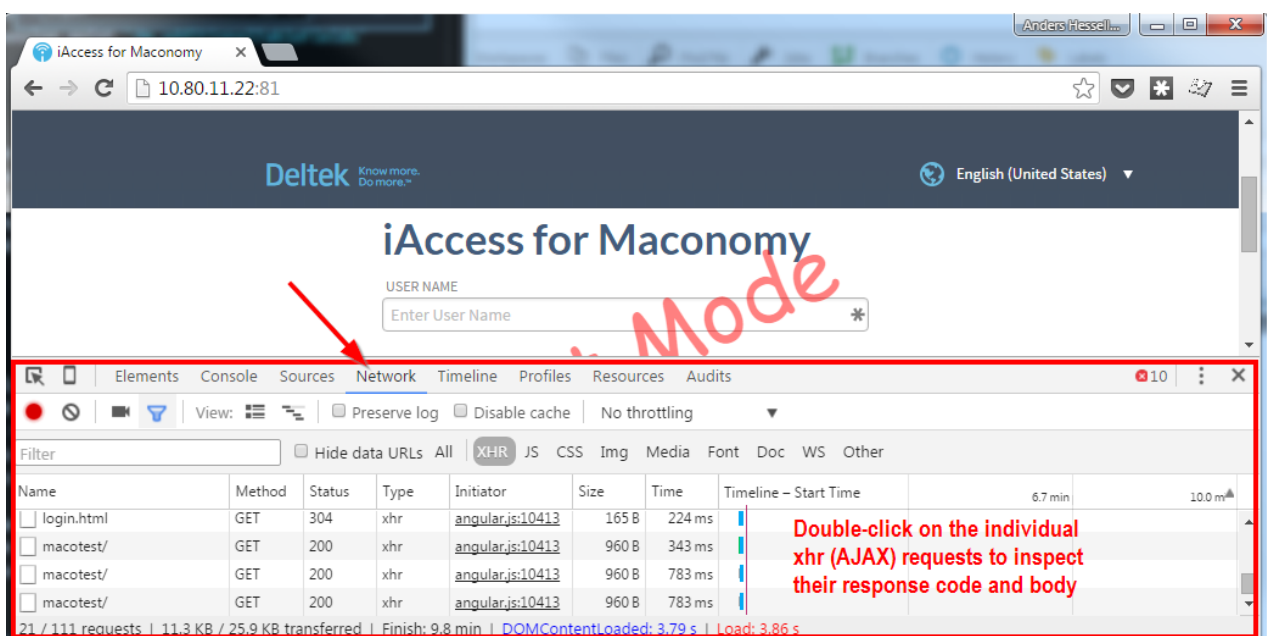 Anders Hessell...
iAccess for Maconomy
10.80.11.22:81
Deltek Know more. Do more.™
English (United States)
iAccess for Maconomy
USER NAME
Enter User Name
Mode
Elements Console Sources Network Timeline Profiles Resources Audits 10
View: Preserve log Disable cache No throttling
Filter Hide data URLs All XHR JS CSS Img Media Font Doc WS Other
Name Method Status Type Initiator Size Time Timeline – Start Time 6.7 min 10.0 m
login.html GET 304 xhr angular.js:10413 165 B 224 ms
macotest/ GET 200 xhr angular.js:10413 960 B 343 ms
macotest/ GET 200 xhr angular.js:10413 960 B 783 ms
macotest/ GET 200 xhr angular.js:10413 960 B 783 ms
Double-click on the individual
xhr (AJAX) requests to inspect
their response code and body
21 / 111 requests | 11.3 KB / 25.9 KB transferred | Finish: 9.8 min | DOMContentLoaded: 3.79 s | Load: 3.86 s